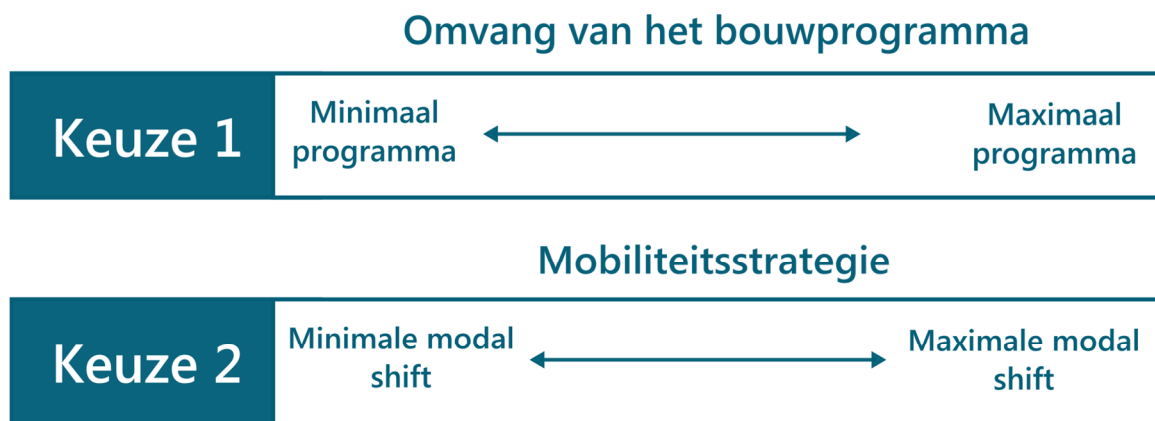 Omvang van het bouwprogramma
Keuze 1
Minimaal
programma
Maximaal
programma
Mobiliteitsstrategie
Keuze 2
Minimale modal
shift
Maximale modal
shift